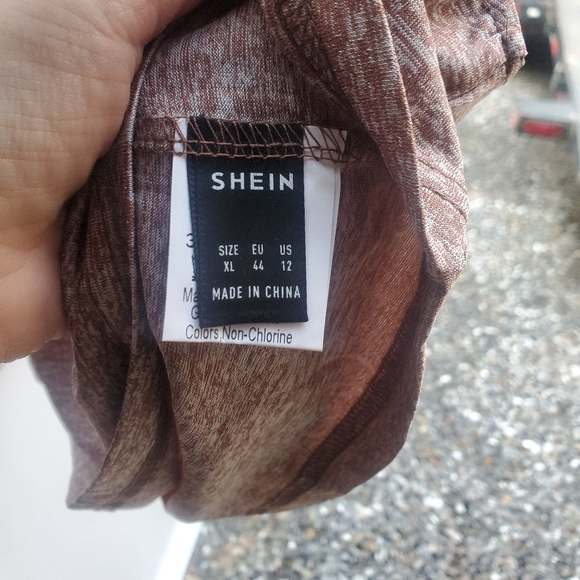 SHEIN
SIZE EU US
XL 44 12
MADE IN CHINA
Colors, Non-Chlorine